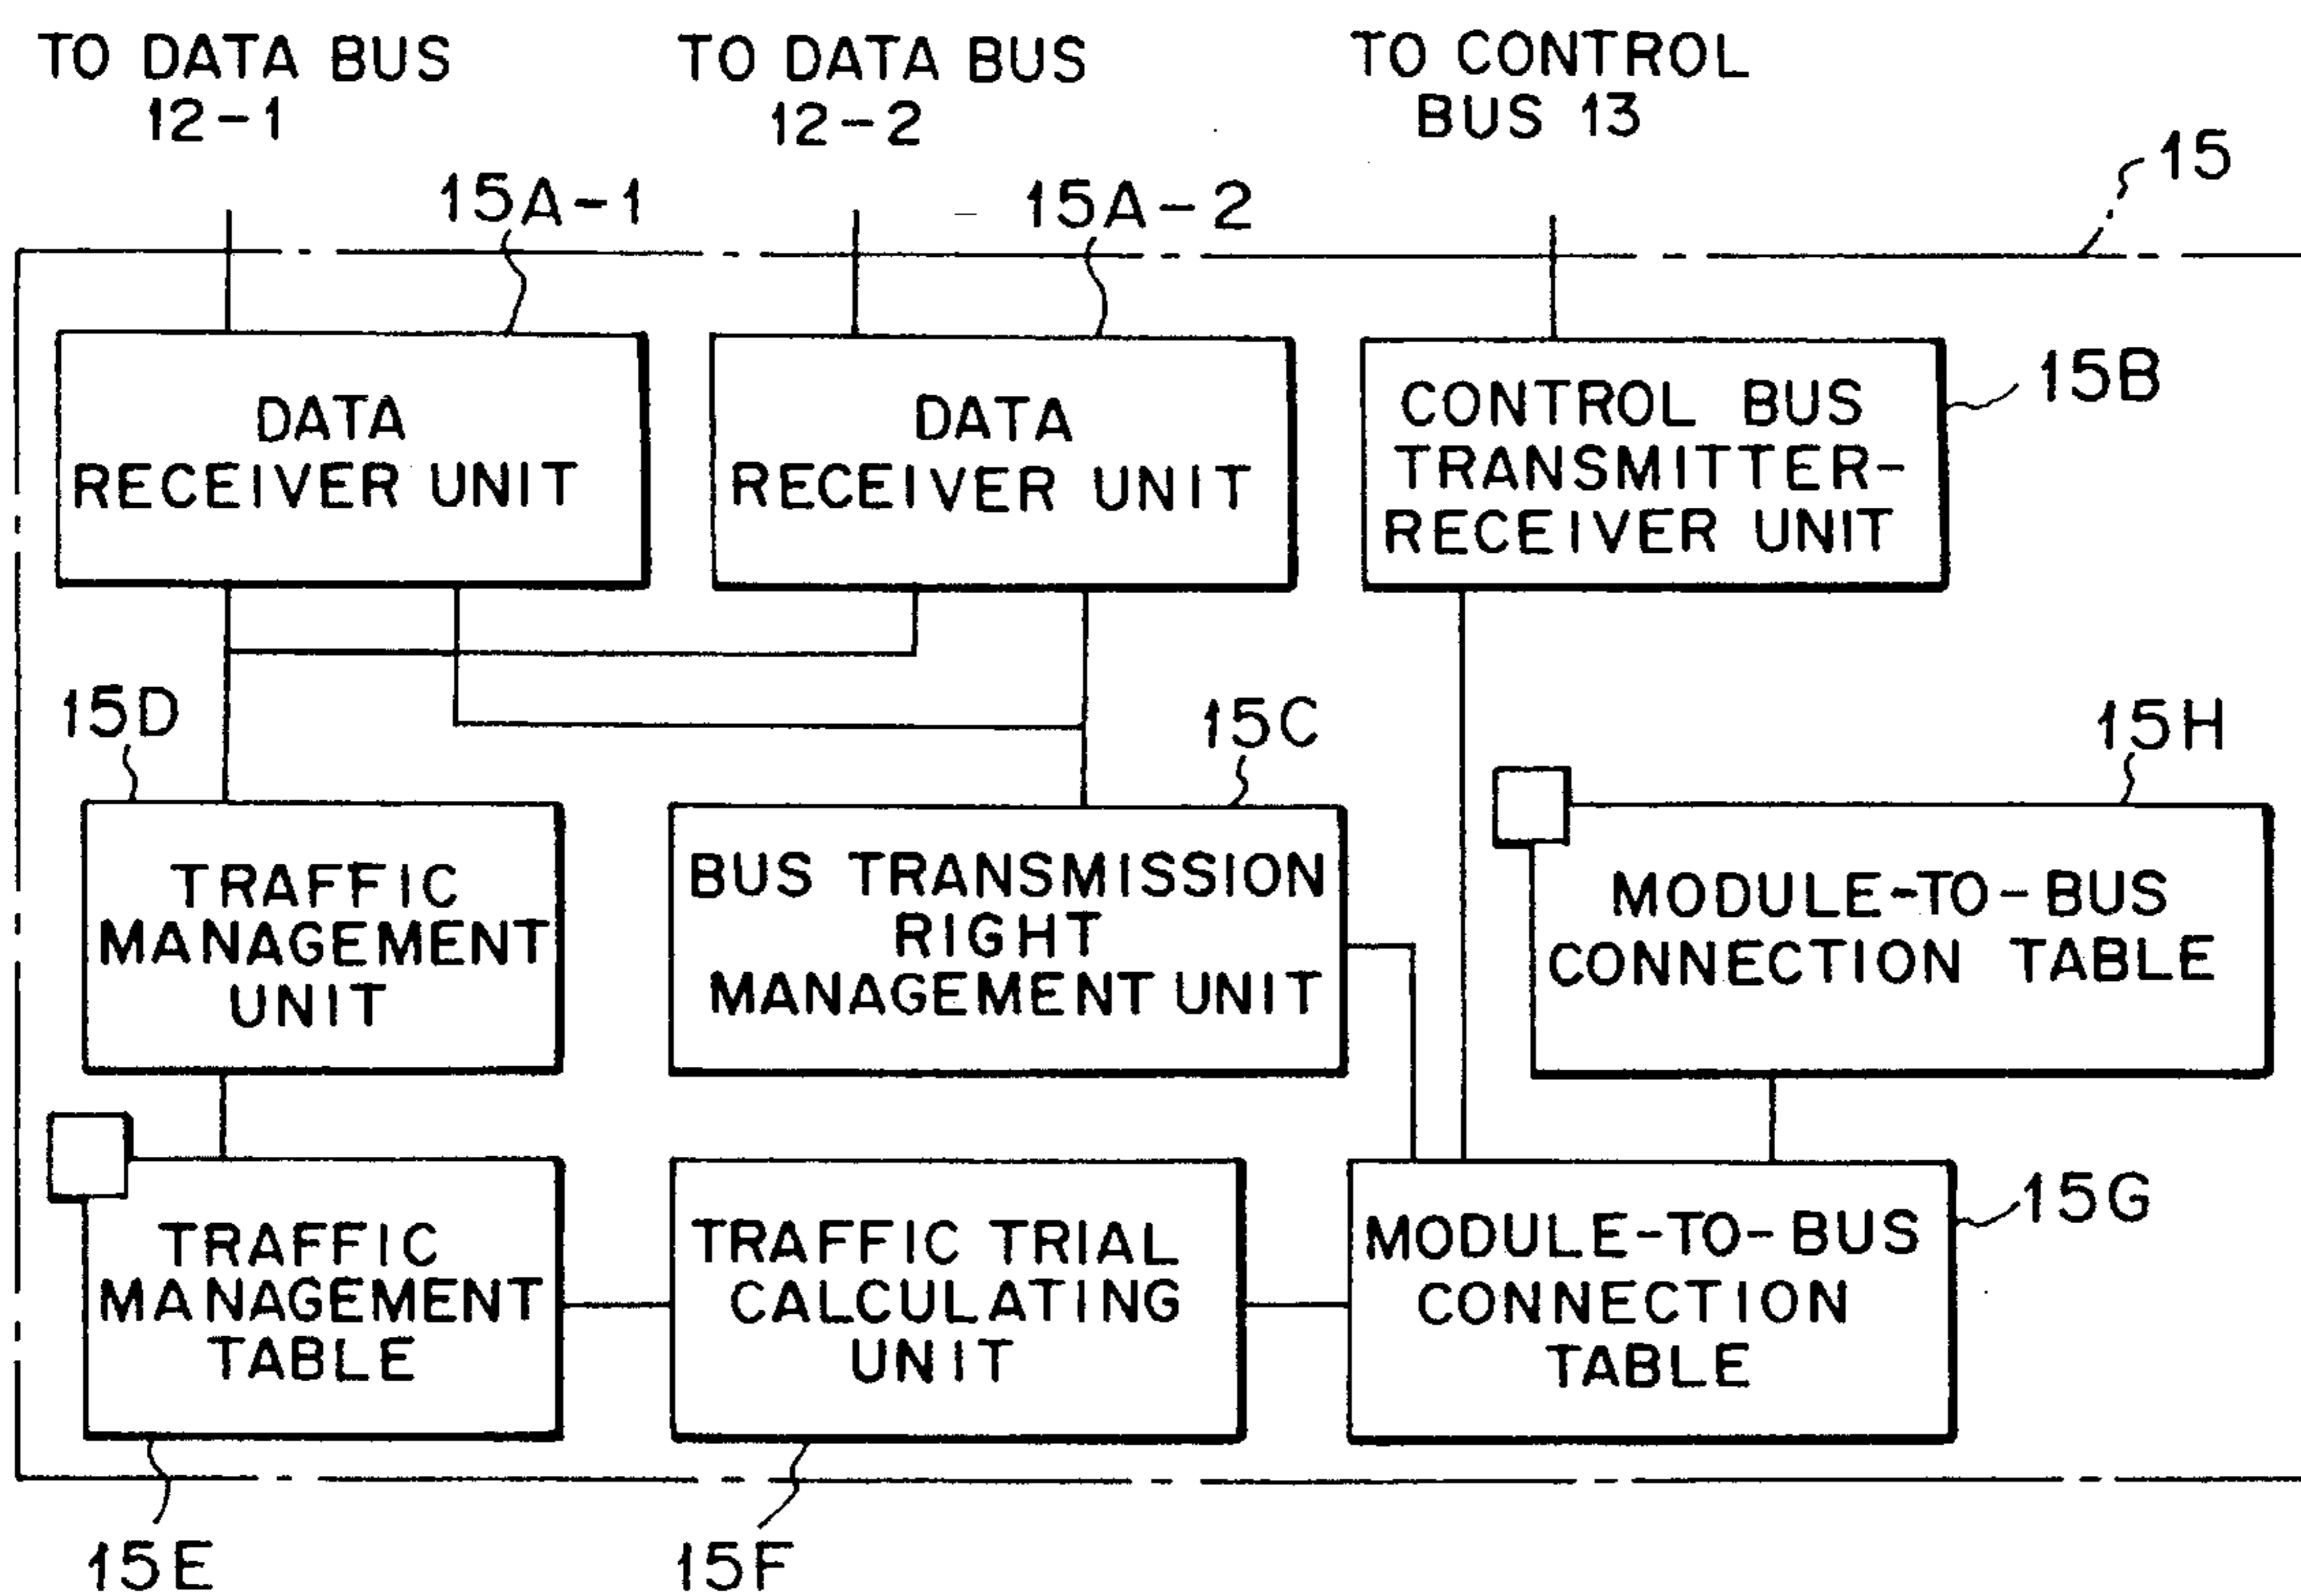 TO DATA BUS
12-1
TO DATA BUS
12-2
TO CONTROL
BUS 13
15
15A-1
15A-2
DATA
RECEIVER UNIT
DATA
RECEIVER UNIT
CONTROL BUS
TRANSMITTER-
RECEIVER UNIT
15B
15D
15C
15H
TRAFFIC
MANAGEMENT
UNIT
BUS TRANSMISSION
RIGHT
MANAGEMENT UNIT
MODULE-TO-BUS
CONNECTION TABLE
TRAFFIC
MANAGEMENT
TABLE
TRAFFIC TRIAL
CALCULATING
UNIT
MODULE-TO-BUS
CONNECTION
TABLE
15G
15E
15F